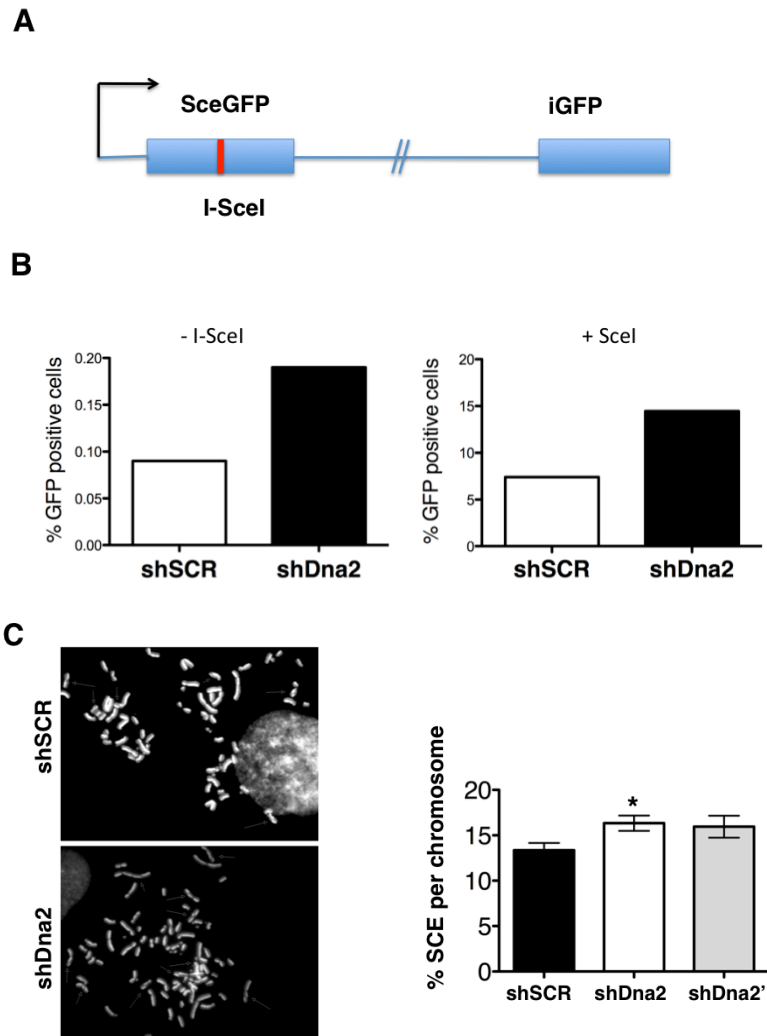 A
SceGFP
iGFP
I-SceI
B
- I-SceI
% GFP positive cells
0.20
0.15
0.10
0.05
0.00
shSCR
shDna2
+ SceI
% GFP positive cells
20
15
10
5
0
shSCR
shDna2
C
shSCR
shDna2
% SCE per chromosome
20
15
10
5
0
*
shSCR
shDna2
shDna2'